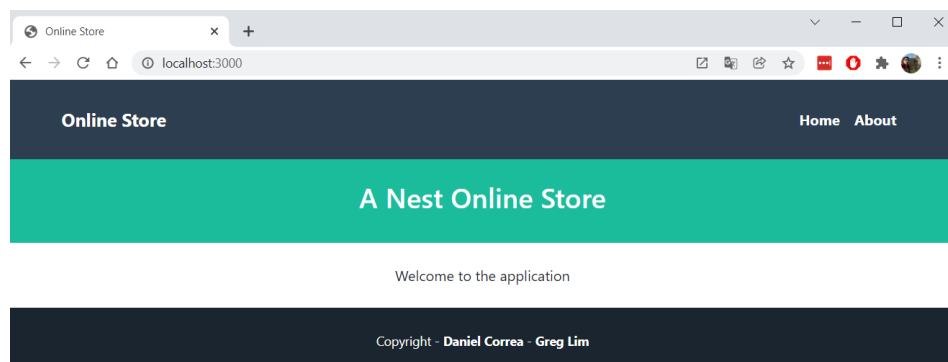 Online Store
localhost:3000
Online Store Home About
A Nest Online Store
Welcome to the application
Copyright - Daniel Correa - Greg Lim